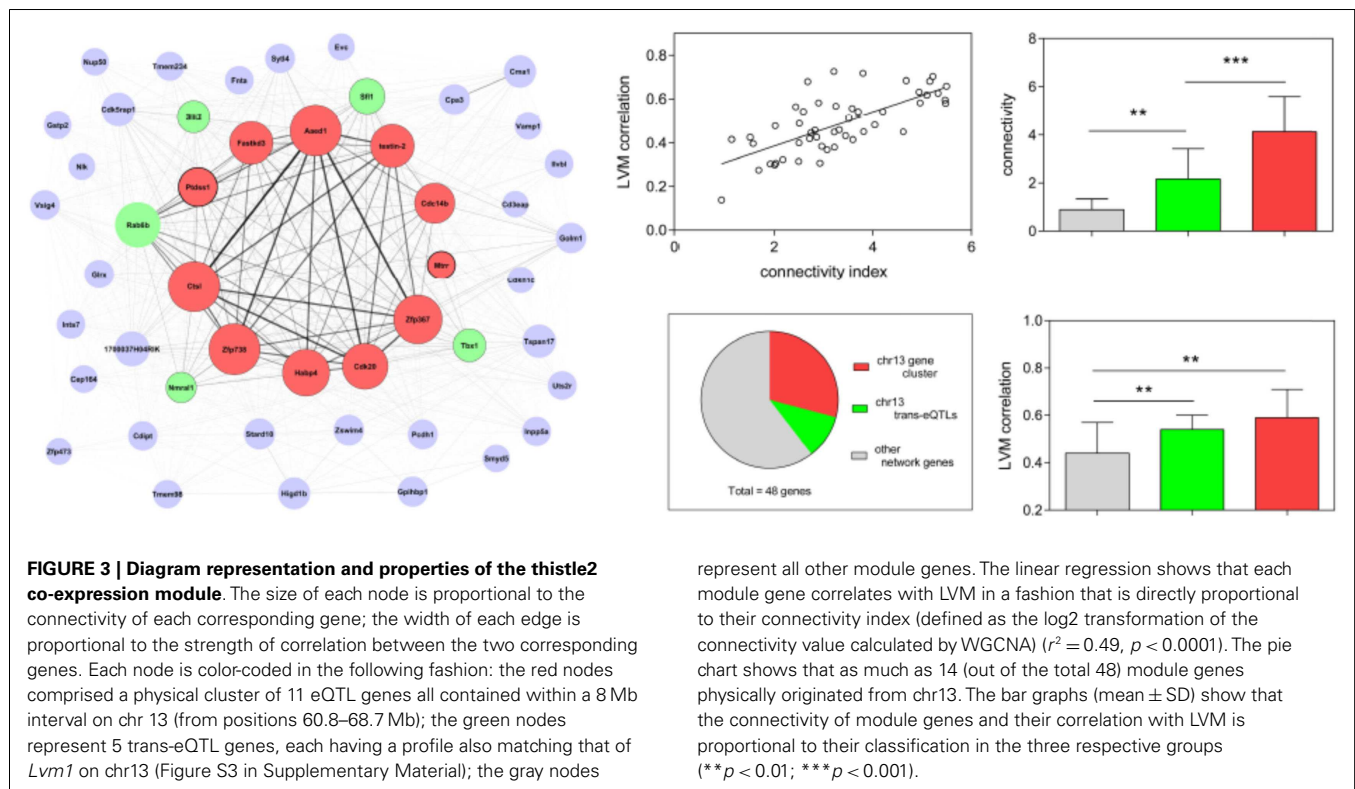 Evc
Nup50
Tmem234
Sytl4
Fnta
Cma1
Cpa3
Sfi1
Cdk5rap1
Gstp2
Aaed1
Vamp1
Fastkd3
testin-2
Nlk
Ilvbl
Ptdss1
Vsig4
Cdc14b
Cd3eap
Rab6b
Golm1
Mtrr
Glrx
Cdkn1c
Ctsl
Zfp367
Ints7
Tbx1
Tspan17
1700037H04RIK
Zfp738
Cep164
Nmral1
Habp4
Cdk20
Uts2r
Cdipt
Stard10
Zswim4
Pcdh1
Inpp5a
Zfp473
Smyd5
Tmem98
Higd1b
Gpihbp1
LVM correlation
0.8
0.6
0.4
0.2
0.0
0
2
4
6
connectivity index
connectivity
8
6
4
2
0
**
***
chr13 gene
cluster
chr13
trans-eQTLs
other
network genes
Total = 48 genes
LVM correlation
1.0
0.8
0.6
0.4
0.2
**
**
FIGURE 3 | Diagram representation and properties of the thistle2
co-expression module. The size of each node is proportional to the
connectivity of each corresponding gene; the width of each edge is
proportional to the strength of correlation between the two corresponding
genes. Each node is color-coded in the following fashion: the red nodes
comprised a physical cluster of 11 eQTL genes all contained within a 8 Mb
interval on chr 13 (from positions 60.8–68.7 Mb); the green nodes
represent 5 trans-eQTL genes, each having a profile also matching that of
Lvm1 on chr13 (Figure S3 in Supplementary Material); the gray nodes
represent all other module genes. The linear regression shows that each
module gene correlates with LVM in a fashion that is directly proportional
to their connectivity index (defined as the log2 transformation of the
connectivity value calculated by WGCNA) (r² = 0.49, p < 0.0001). The pie
chart shows that as much as 14 (out of the total 48) module genes
physically originated from chr13. The bar graphs (mean ± SD) show that
the connectivity of module genes and their correlation with LVM is
proportional to their classification in the three respective groups
(**p < 0.01; ***p < 0.001).